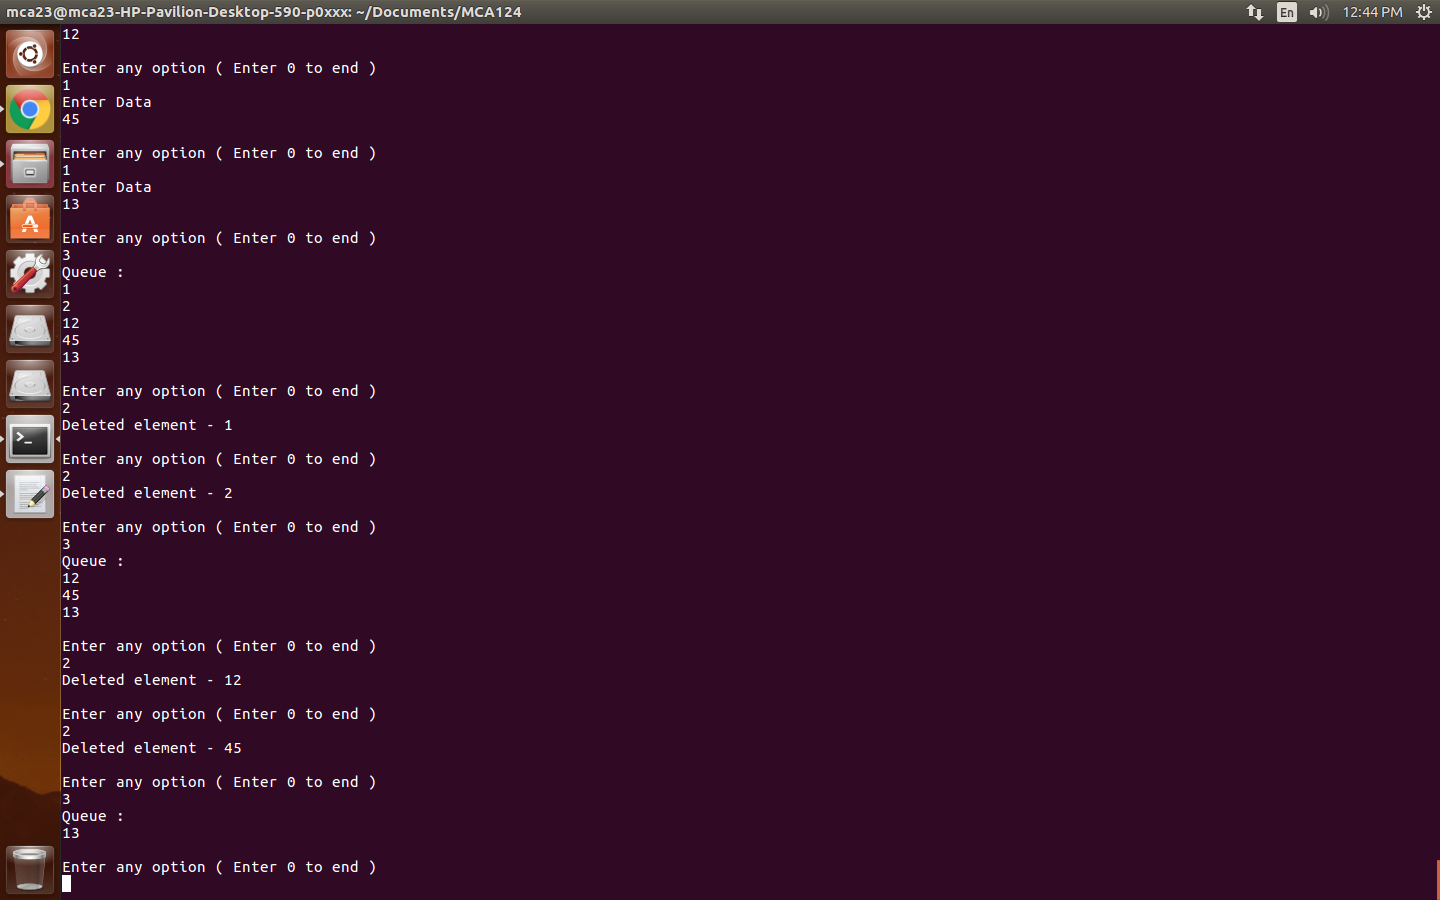 mca23@mca23-HP-Pavilion-Desktop-590-p0xxx: ~/Documents/MCA124
En
12:44 PM
12

Enter any option ( Enter 0 to end )
1
Enter Data
45

Enter any option ( Enter 0 to end )
1
Enter Data
13

Enter any option ( Enter 0 to end )
3
Queue :
1
2
12
45
13

Enter any option ( Enter 0 to end )
2
Deleted element - 1

Enter any option ( Enter 0 to end )
2
Deleted element - 2

Enter any option ( Enter 0 to end )
3
Queue :
12
45
13

Enter any option ( Enter 0 to end )
2
Deleted element - 12

Enter any option ( Enter 0 to end )
2
Deleted element - 45

Enter any option ( Enter 0 to end )
3
Queue :
13

Enter any option ( Enter 0 to end )